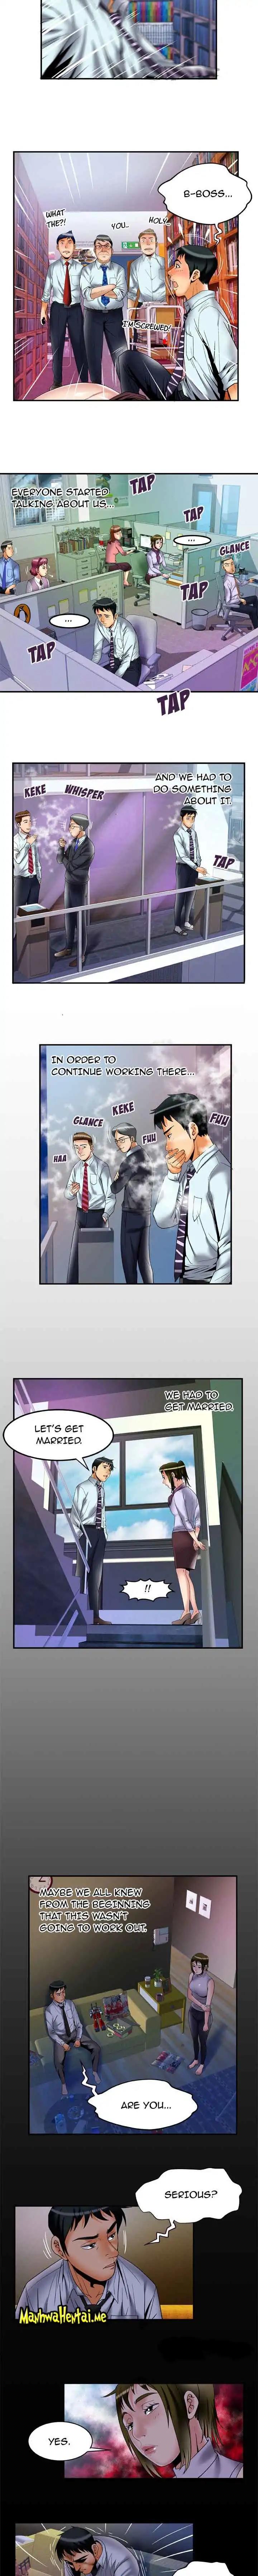 B-BOSS...
WHAT
THE?!
YOU..
HOLY..
I'M SCREWED!
EVERYONE STARTED
TALKING ABOUT US...
TAP
TAP
...
GLANCE
TAP
...
TAP
TAP
AND WE HAD TO
DO SOMETHING
ABOUT IT.
KEKE
WHISPER
TAP
IN ORDER TO
CONTINUE WORKING THERE...
KEKE
GLANCE
FUU
FUU
HAA
WE HAD TO
GET MARRIED.
LET'S GET
MARRIED.
!!
MAYBE WE ALL KNEW
FROM THE BEGINNING
THAT THIS WASN'T
GOING TO WORK OUT.
ARE YOU...
SERIOUS?
ManhwaHentai.me
YES.